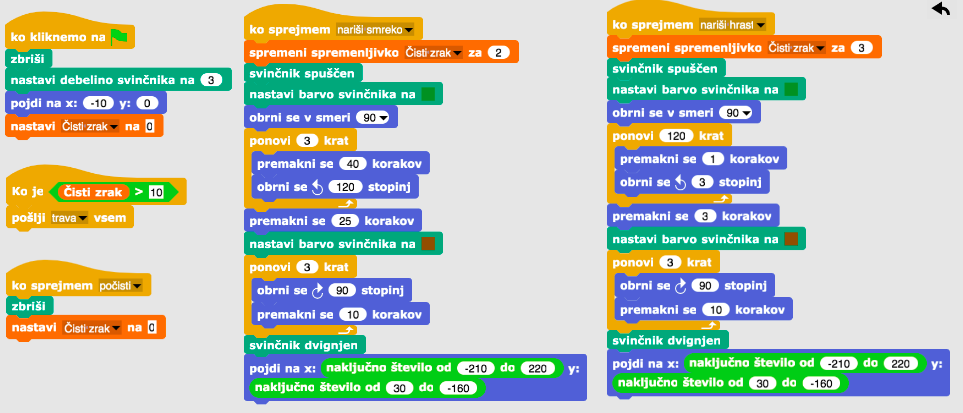 ko kliknemo na
zbriši
nastavi debelino svinčnika na 3
pojdi na x: -10 y: 0
nastavi Čisti zrak na 0
Ko je Čisti zrak > 10
pošlji trava vsem
ko sprejmem počisti
zbriši
nastavi Čisti zrak na 0
ko sprejmem nariši smreko
spremeni spremenljivko Čisti zrak za 2
svinčnik spuščen
nastavi barvo svinčnika na
obrni se v smeri 90
ponovi 3 krat
premakni se 40 korakov
obrni se 120 stopinj
premakni se 25 korakov
nastavi barvo svinčnika na
ponovi 3 krat
obrni se 90 stopinj
premakni se 10 korakov
svinčnik dvignjen
pojdi na x: naključno število od -210 do 220 y:
naključno število od 30 do -160
ko sprejmem nariši hrast
spremeni spremenljivko Čisti zrak za 3
svinčnik spuščen
nastavi barvo svinčnika na
obrni se v smeri 90
ponovi 120 krat
premakni se 1 korakov
obrni se 3 stopinj
premakni se 3 korakov
nastavi barvo svinčnika na
ponovi 3 krat
obrni se 90 stopinj
premakni se 10 korakov
svinčnik dvignjen
pojdi na x: naključno število od -210 do 220 y:
naključno število od 30 do -160